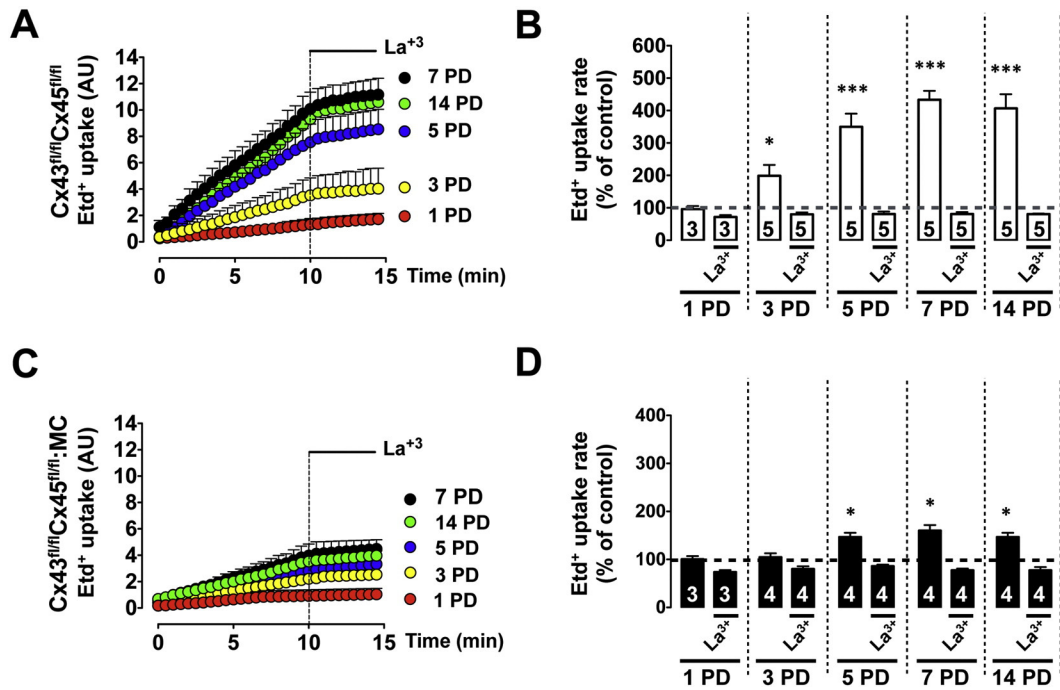 A
Cx43fl/flCx45fl/fl
Etd+ uptake (AU)
14
12
10
8
6
4
2
0
0
5
10
15
Time (min)
La+3
7 PD
14 PD
5 PD
3 PD
1 PD
B
Etd+ uptake rate
(% of control)
600
500
400
300
200
100
0
*
***
***
***
3
3
5
5
5
5
5
5
5
5
La3+
La3+
La3+
La3+
La3+
1 PD
3 PD
5 PD
7 PD
14 PD
C
Cx43fl/flCx45fl/fl:MC
Etd+ uptake (AU)
14
12
10
8
6
4
2
0
0
5
10
15
Time (min)
La+3
7 PD
14 PD
5 PD
3 PD
1 PD
D
Etd+ uptake rate
(% of control)
400
300
200
100
0
*
*
*
3
3
4
4
4
4
4
4
4
4
La3+
La3+
La3+
La3+
La3+
1 PD
3 PD
5 PD
7 PD
14 PD